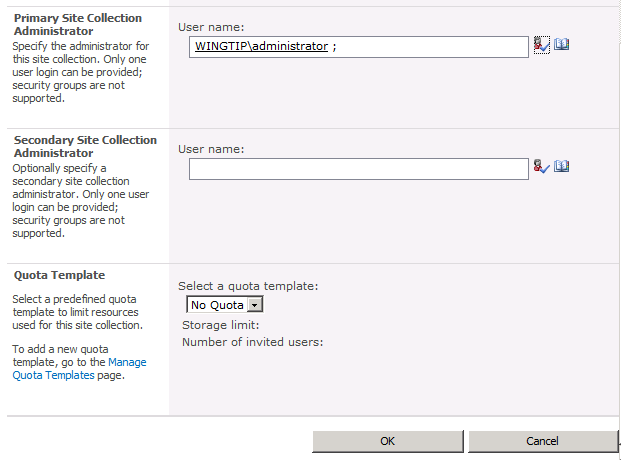 Primary Site Collection
Administrator
Specify the administrator for
this site collection. Only one
user login can be provided;
security groups are not
supported.
User name:
WINGTIP\administrator ;
Secondary Site Collection
Administrator
Optionally specify a
secondary site collection
administrator. Only one user
login can be provided;
security groups are not
supported.
User name:
Quota Template
Select a predefined quota
template to limit resources
used for this site collection.
To add a new quota
template, go to the Manage
Quota Templates page.
Select a quota template:
No Quota
Storage limit:
Number of invited users:
OK
Cancel